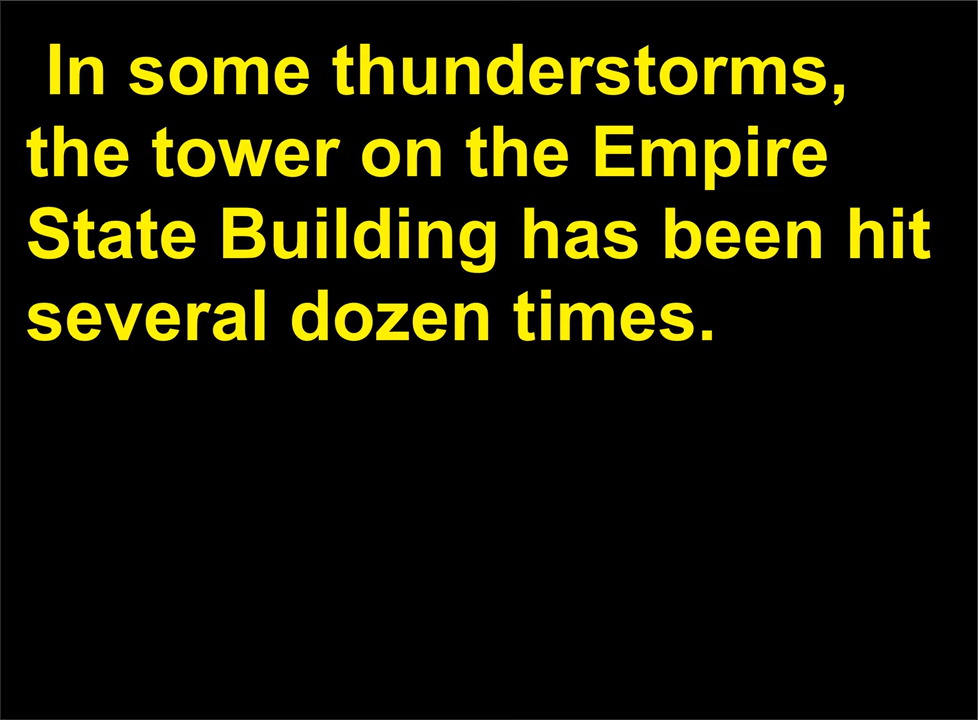 In some thunderstorms,
the tower on the Empire
State Building has been hit
several dozen times.